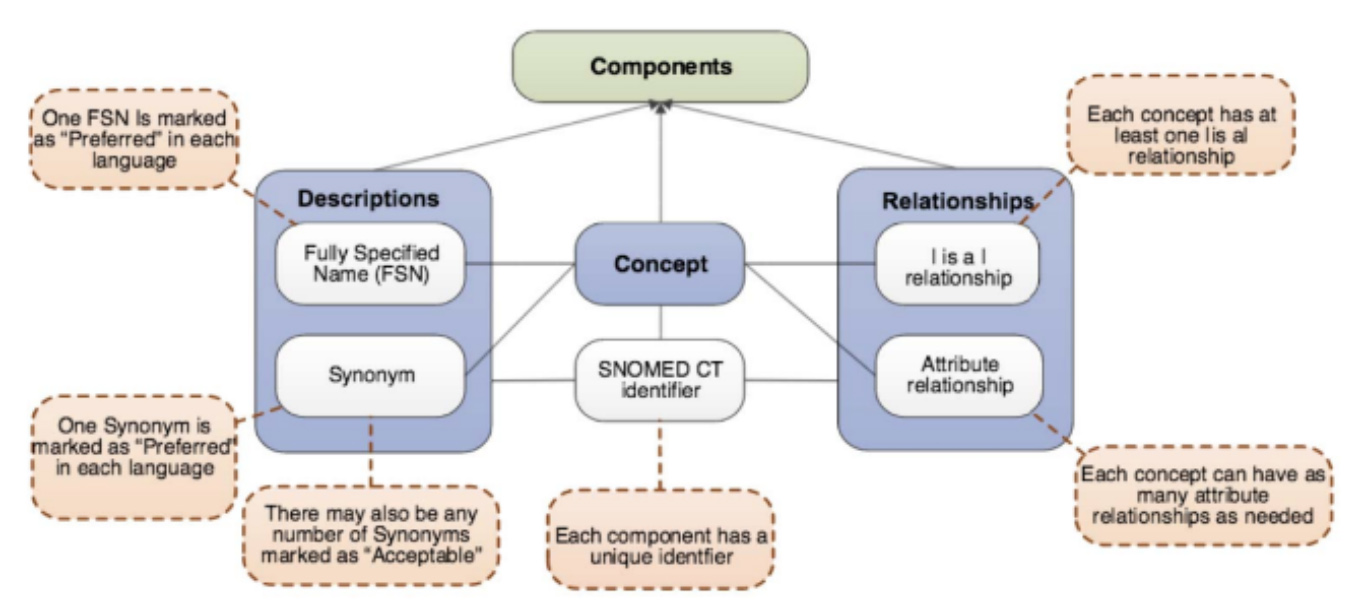 Components
One FSN Is marked
as "Preferred" in each
language
Each concept has at
least one lis al
relationship
Descriptions
Fully Specified
Name (FSN)
Synonym
Concept
SNOMED CT
identifier
Relationships
l is a l
relationship
Attribute
relationship
One Synonym is
marked as "Preferred"
in each language
There may also be any
number of Synonyms
marked as "Acceptable"
Each component has a
unique identfier
Each concept can have as
many attribute
relationships as needed